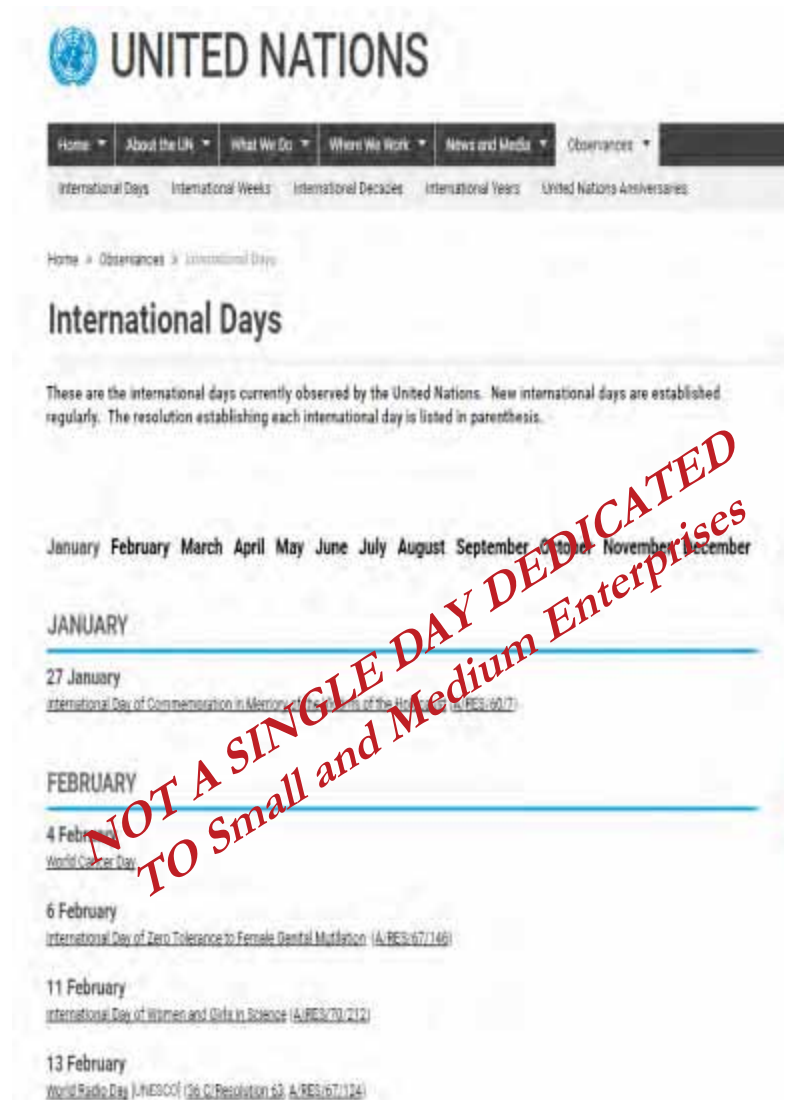 UNITED NATIONS
Home About the UN What We Do Where We Work News and Media Observances
International Days International Weeks International Decades International Years United Nations Anniversaries
Home » Observances » International Days
International Days
These are the international days currently observed by the United Nations. New international days are established
regularly. The resolution establishing each international day is listed in parenthesis.
January February March April May June July August September October November December
NOT A SINGLE DAY DEDICATED
TO Small and Medium Enterprises
JANUARY
27 January
International Day of Commemoration in Memory of the Victims of the Holocaust (A/RES/60/7)
FEBRUARY
4 February
World Cancer Day
6 February
International Day of Zero Tolerance to Female Genital Mutilation (A/RES/67/146)
11 February
International Day of Women and Girls in Science (A/RES/70/212)
13 February
World Radio Day [UNESCO] (36 C/Resolution 63, A/RES/67/124)